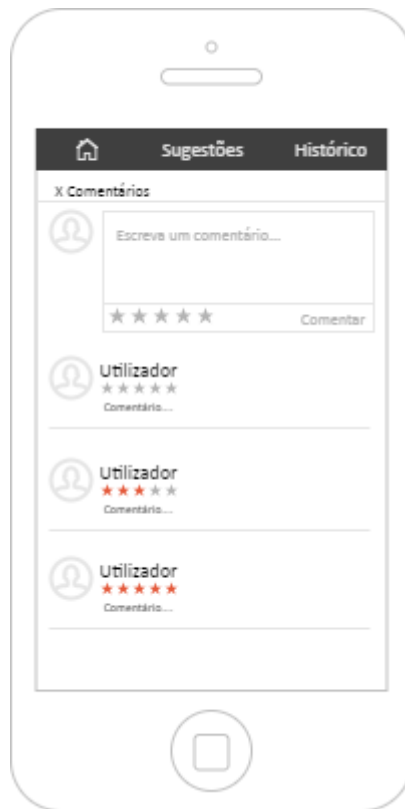 Sugestões Histórico
X Comentários
Escreva um comentário...
Comentar
Utilizador
Comentário...
Utilizador
Comentário...
Utilizador
Comentário...